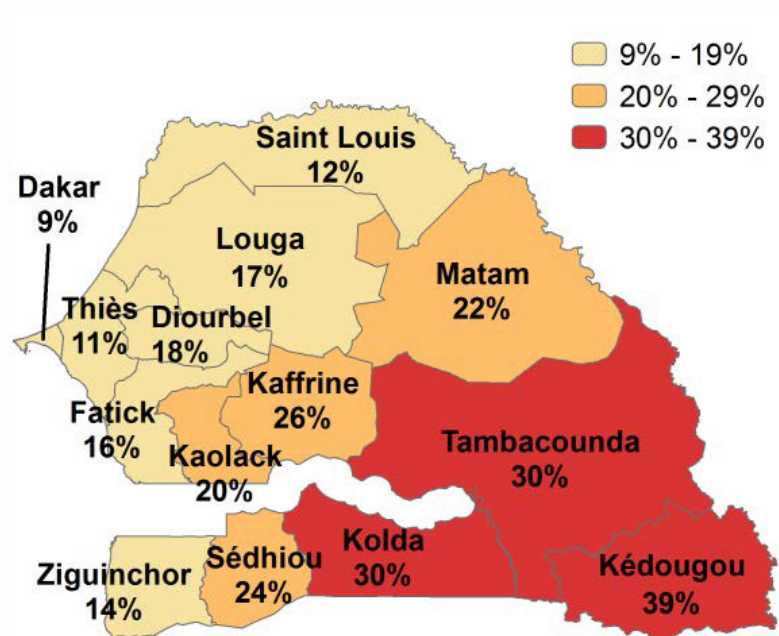 9% - 19%
20% - 29%
30% - 39%
Saint Louis
12%
Dakar
9%
Louga
17%
Matam
22%
Thiès
11%
Diourbel
18%
Kaffrine
26%
Fatick
16%
Kaolack
20%
Tambacounda
30%
Ziguinchor
14%
Sédhiou
24%
Kolda
30%
Kédougou
39%